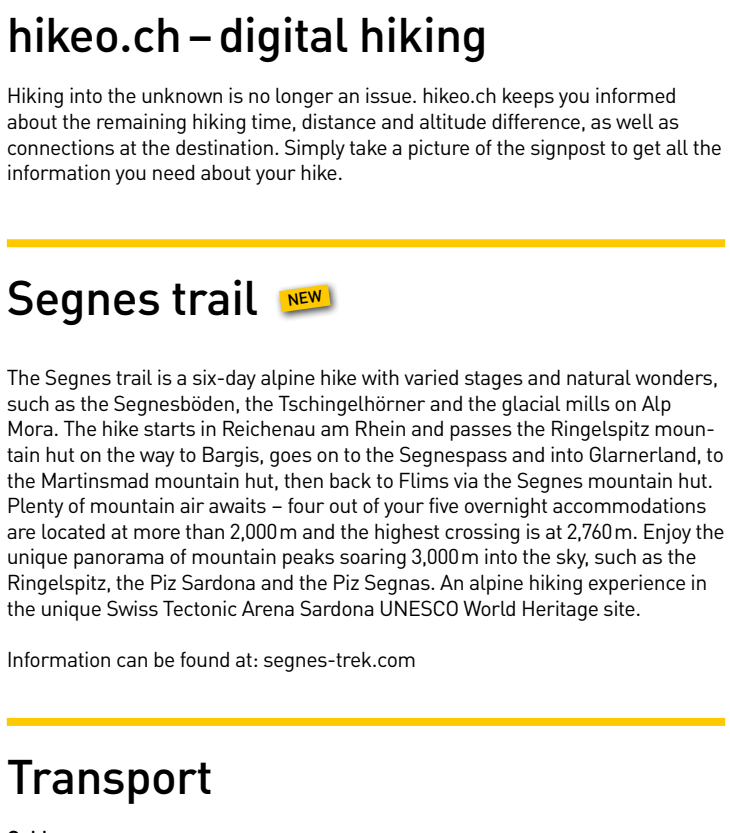 hikeo.ch – digital hiking
Hiking into the unknown is no longer an issue. hikeo.ch keeps you informed
about the remaining hiking time, distance and altitude difference, as well as
connections at the destination. Simply take a picture of the signpost to get all the
information you need about your hike.
Segnes trail NEW
The Segnes trail is a six-day alpine hike with varied stages and natural wonders,
such as the Segnesböden, the Tschingelhörner and the glacial mills on Alp
Mora. The hike starts in Reichenau am Rhein and passes the Ringelspitz moun-
tain hut on the way to Bargis, goes on to the Segnespass and into Glarnerland, to
the Martinsmad mountain hut, then back to Flims via the Segnes mountain hut.
Plenty of mountain air awaits – four out of your five overnight accommodations
are located at more than 2,000 m and the highest crossing is at 2,760 m. Enjoy the
unique panorama of mountain peaks soaring 3,000 m into the sky, such as the
Ringelspitz, the Piz Sardona and the Piz Segnas. An alpine hiking experience in
the unique Swiss Tectonic Arena Sardona UNESCO World Heritage site.
Information can be found at: segnes-trek.com
Transport